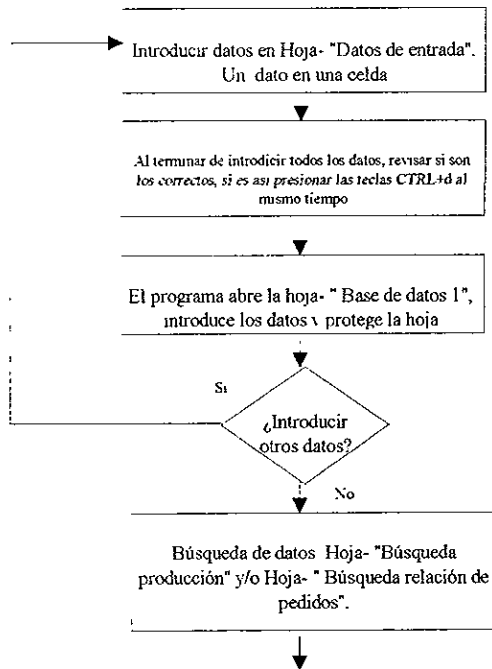 Introducir datos en Hoja- "Datos de entrada".
Un dato en una celda
Al terminar de introdicir todos los datos, revisar si son
los correctos, si es asi presionar las teclas CTRL+d al
mismo tiempo
El programa abre la hoja- " Base de datos 1",
introduce los datos y protege la hoja
Si
¿Introducir
otros datos?
No
Búsqueda de datos Hoja- "Búsqueda
producción" y/o Hoja- " Búsqueda relación de
pedidos".